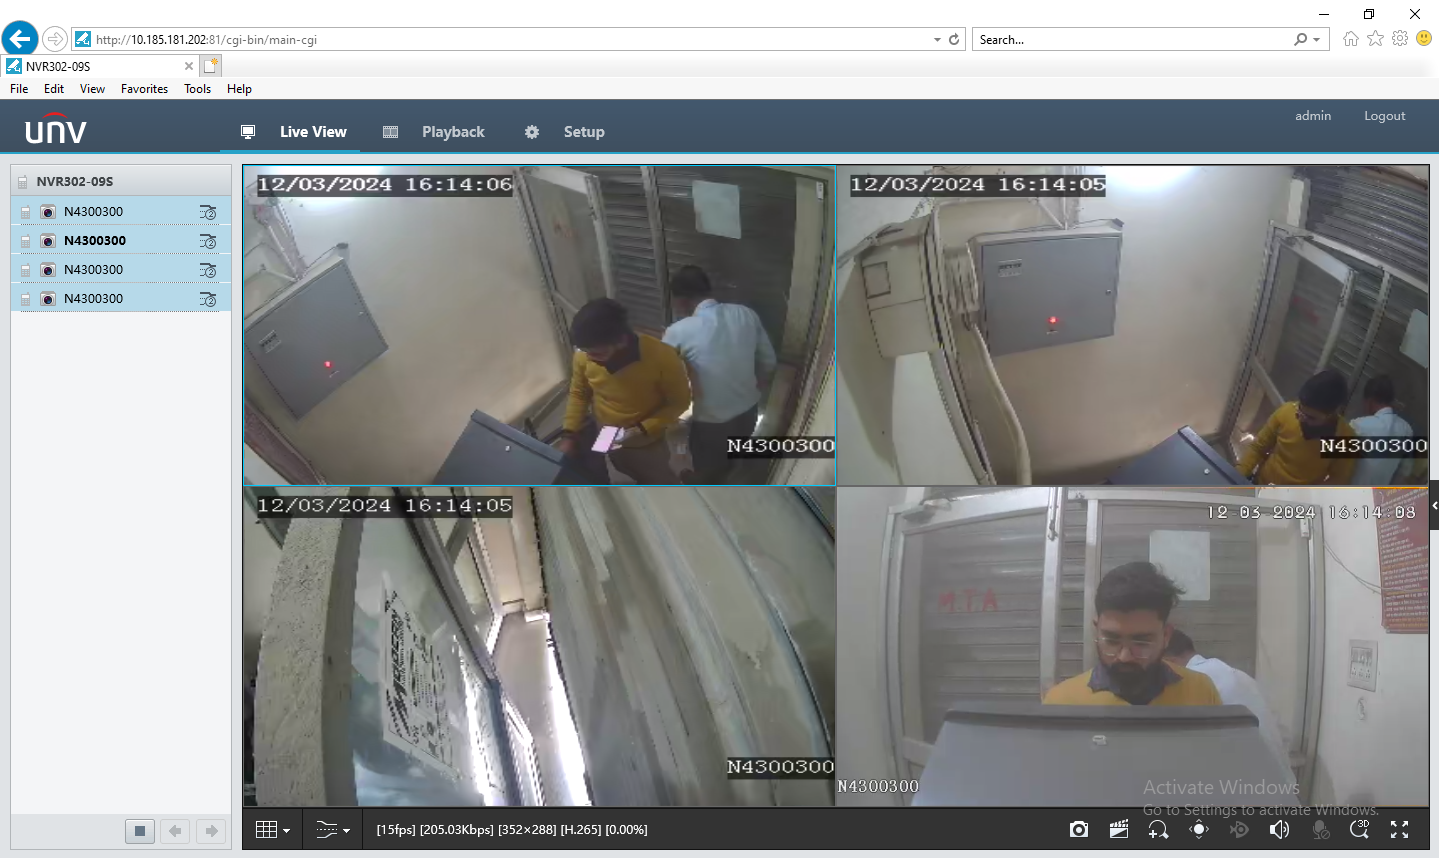 http://10.185.181.202:81/cgi-bin/main-cgi
Search...
NVR302-09S
File Edit View Favorites Tools Help
unv
Live View
Playback
Setup
admin
Logout
NVR302-09S
N4300300
N4300300
N4300300
N4300300
12/03/2024 16:14:06
N4300300
12/03/2024 16:14:05
N4300300
12/03/2024 16:14:05
N4300300
12-03-2024 16:14:08
M.T.A
N4300300
Activate Windows
Go to Settings to activate Windows.
[15fps] [205.03Kbps] [352×288] [H.265] [0.00%]
3D